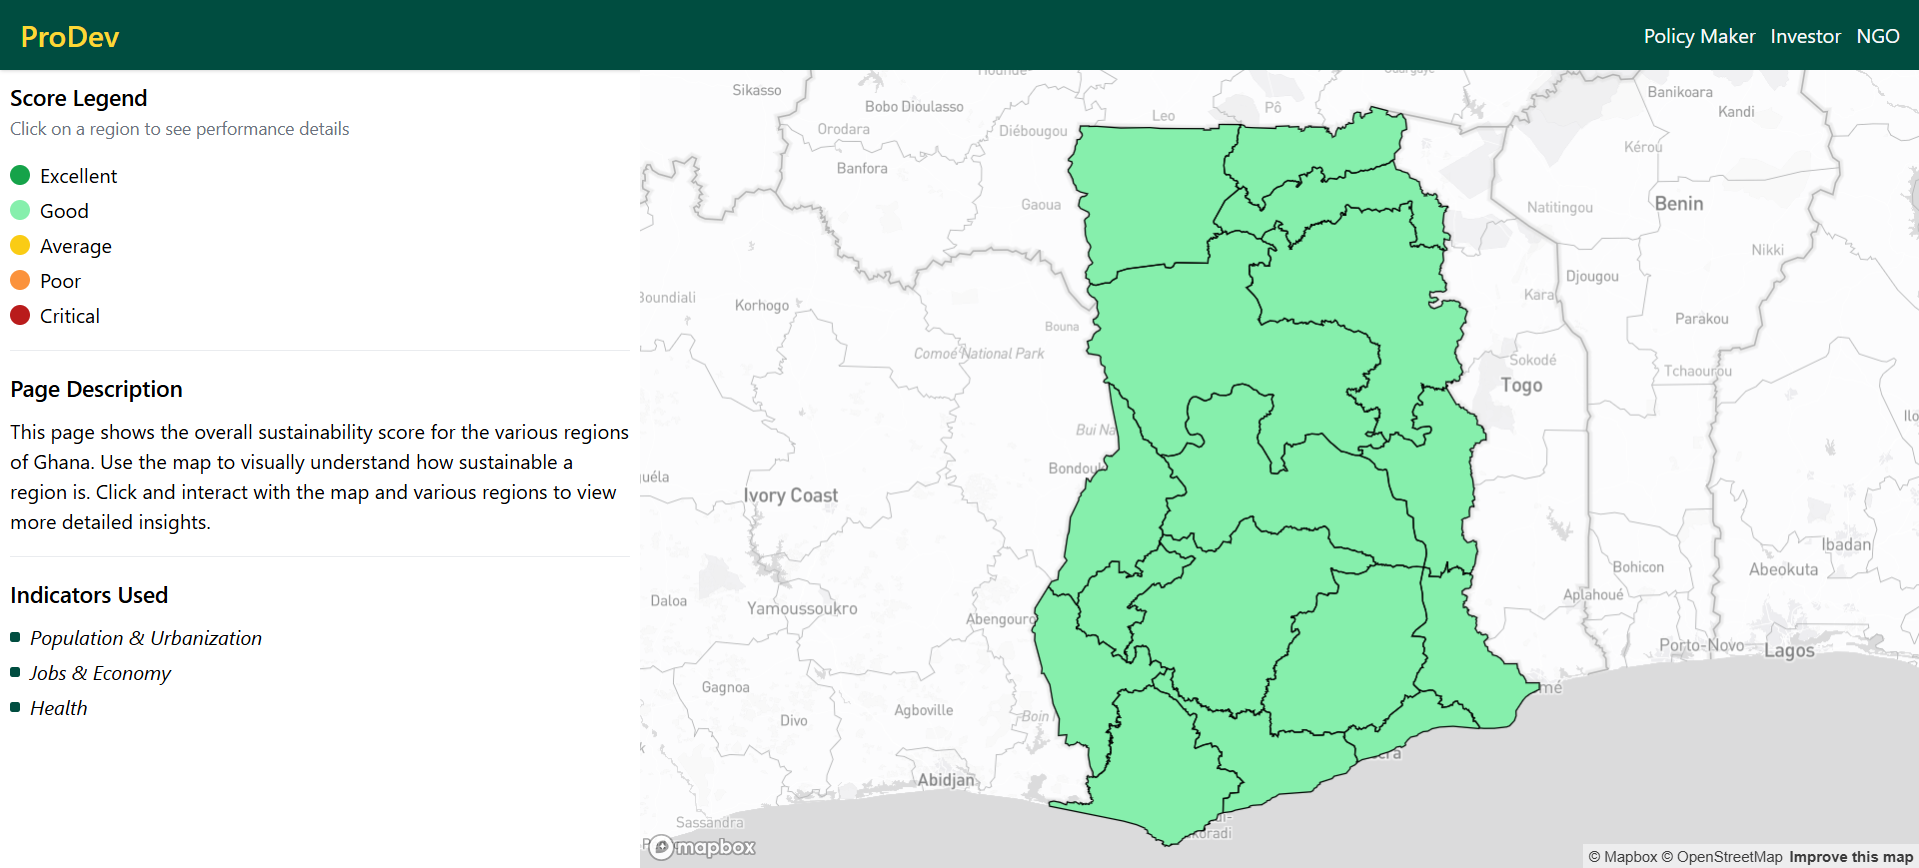 ProDev
Policy Maker Investor NGO
Score Legend
Click on a region to see performance details
Excellent
Good
Average
Poor
Critical
Page Description
This page shows the overall sustainability score for the various regions
of Ghana. Use the map to visually understand how sustainable a
region is. Click and interact with the map and various regions to view
more detailed insights.
Indicators Used
Population & Urbanization
Jobs & Economy
Health
Sikasso
Bobo Dioulasso
Orodara
Diébougou
Leo
Pô
Banfora
Gaoua
Banikoara
Kandi
Kérou
Natitingou
Benin
Nikki
Djougou
Kara
Parakou
Boundiali
Korhogo
Bouna
Comoé National Park
Sokodé
Togo
Tchaourou
Bui Na
Bondouk
Ivory Coast
Ibadan
Bohicon
Abeokuta
Aplahoué
Daloa
Yamoussoukro
Abengouro
Porto-Novo
Lagos
Gagnoa
Divo
Agboville
Boin
mé
Abidjan
Sassandra
koradi
mapbox
© Mapbox © OpenStreetMap Improve this map